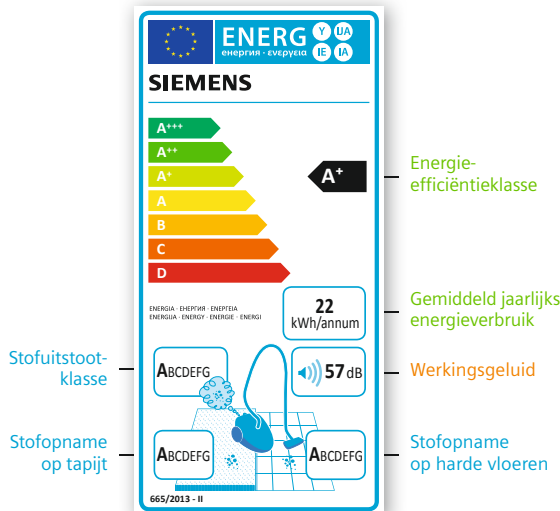 ENERG Y UA
енергия · ενεργεια IE IA
SIEMENS
A+++
A++
A+
A
B
C
D
A+
Energie-
efficiëntieklasse
ENERGIA · ЕНЕРГИЯ · ΕΝΕΡΓΕΙΑ
ENERGIJA · ENERGY · ENERGIE · ENERGI
22
kWh/annum
Gemiddeld jaarlijks
energieverbruik
Stofuitstoot-
klasse
ABCDEFG
57 dB
Werkingsgeluid
Stofopname
op tapijt
ABCDEFG
ABCDEFG
Stofopname
op harde vloeren
665/2013 - II